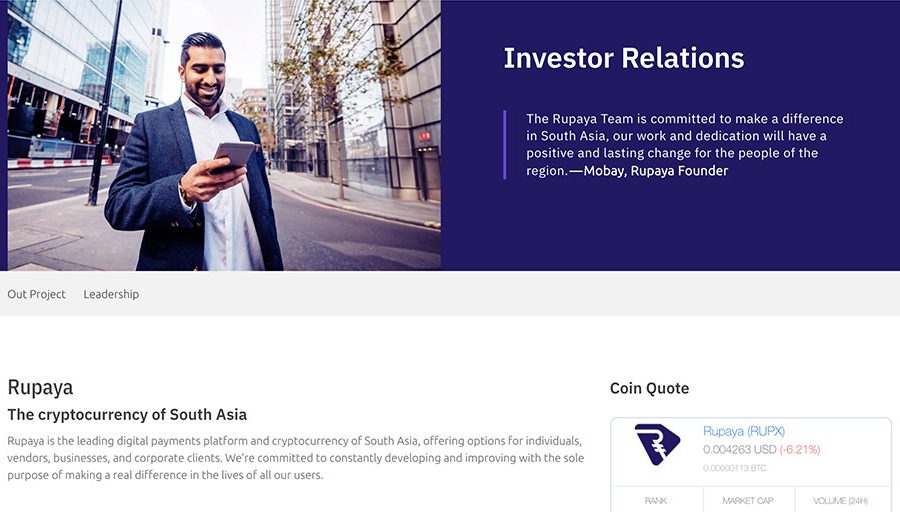 Investor Relations
The Rupaya Team is committed to make a difference
in South Asia, our work and dedication will have a
positive and lasting change for the people of the
region.—Mobay, Rupaya Founder
Out Project Leadership
Rupaya
The cryptocurrency of South Asia
Rupaya is the leading digital payments platform and cryptocurrency of South Asia, offering options for individuals,
vendors, businesses, and corporate clients. We're committed to constantly developing and improving with the sole
purpose of making a real difference in the lives of all our users.
Coin Quote
Rupaya (RUPX)
0.004263 USD (-6.21%)
0.00000113 BTC
RANK MARKET CAP VOLUME (24H)